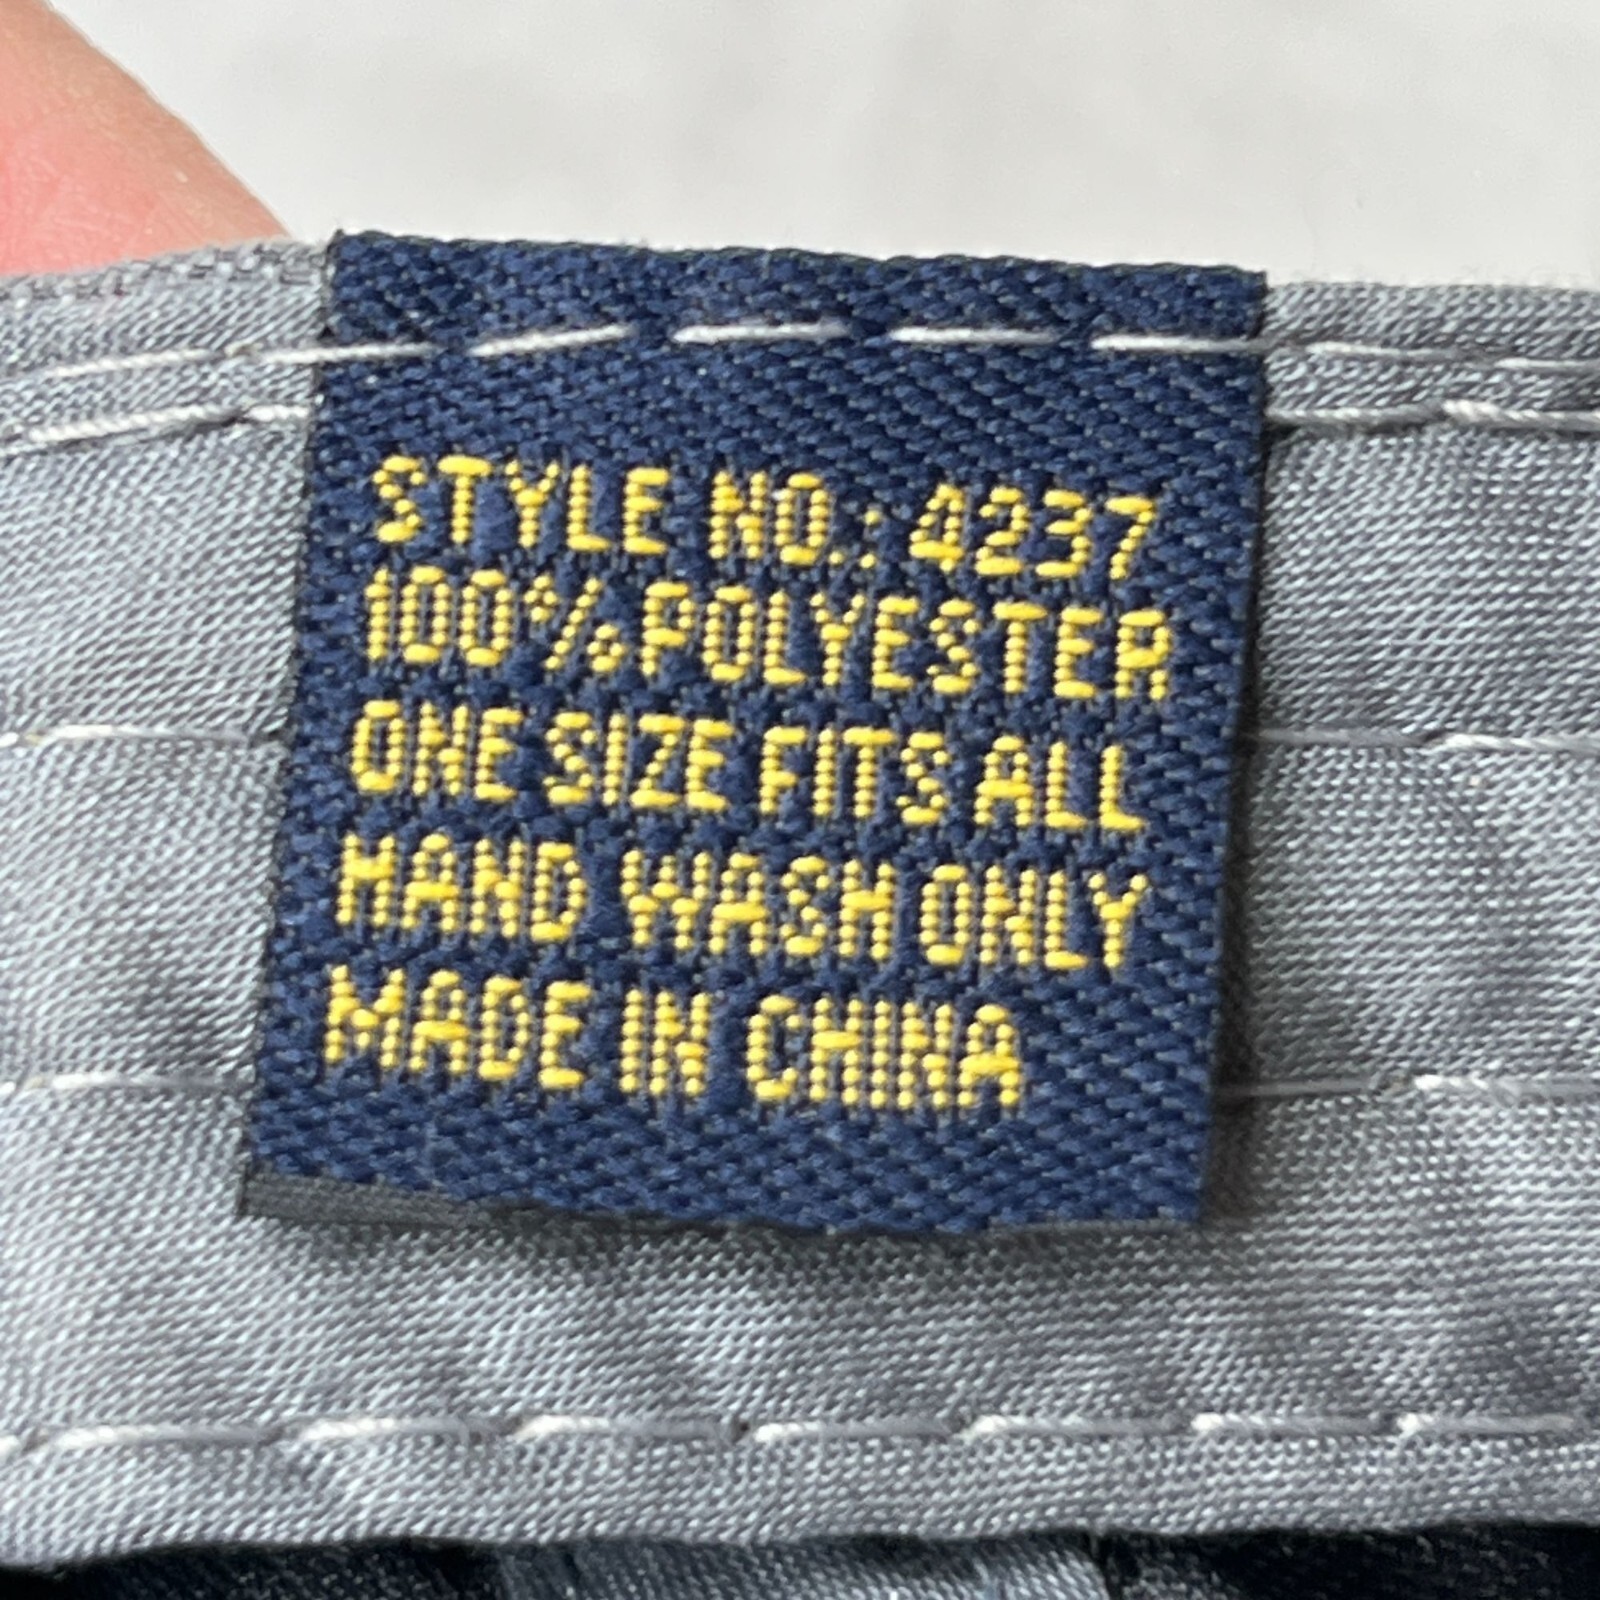 STYLE NO.: 4237
100% POLYESTER
ONE SIZE FITS ALL
HAND WASH ONLY
MADE IN CHINA